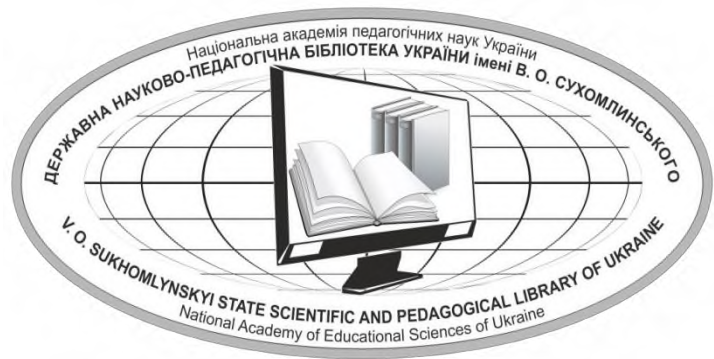 Національна академія педагогічних наук України
ДЕРЖАВНА НАУКОВО-ПЕДАГОГІЧНА БІБЛІОТЕКА УКРАЇНИ імені В. О. СУХОМЛИНСЬКОГО
V. O. SUKHOMLYNSKYI STATE SCIENTIFIC AND PEDAGOGICAL LIBRARY OF UKRAINE
National Academy of Educational Sciences of Ukraine